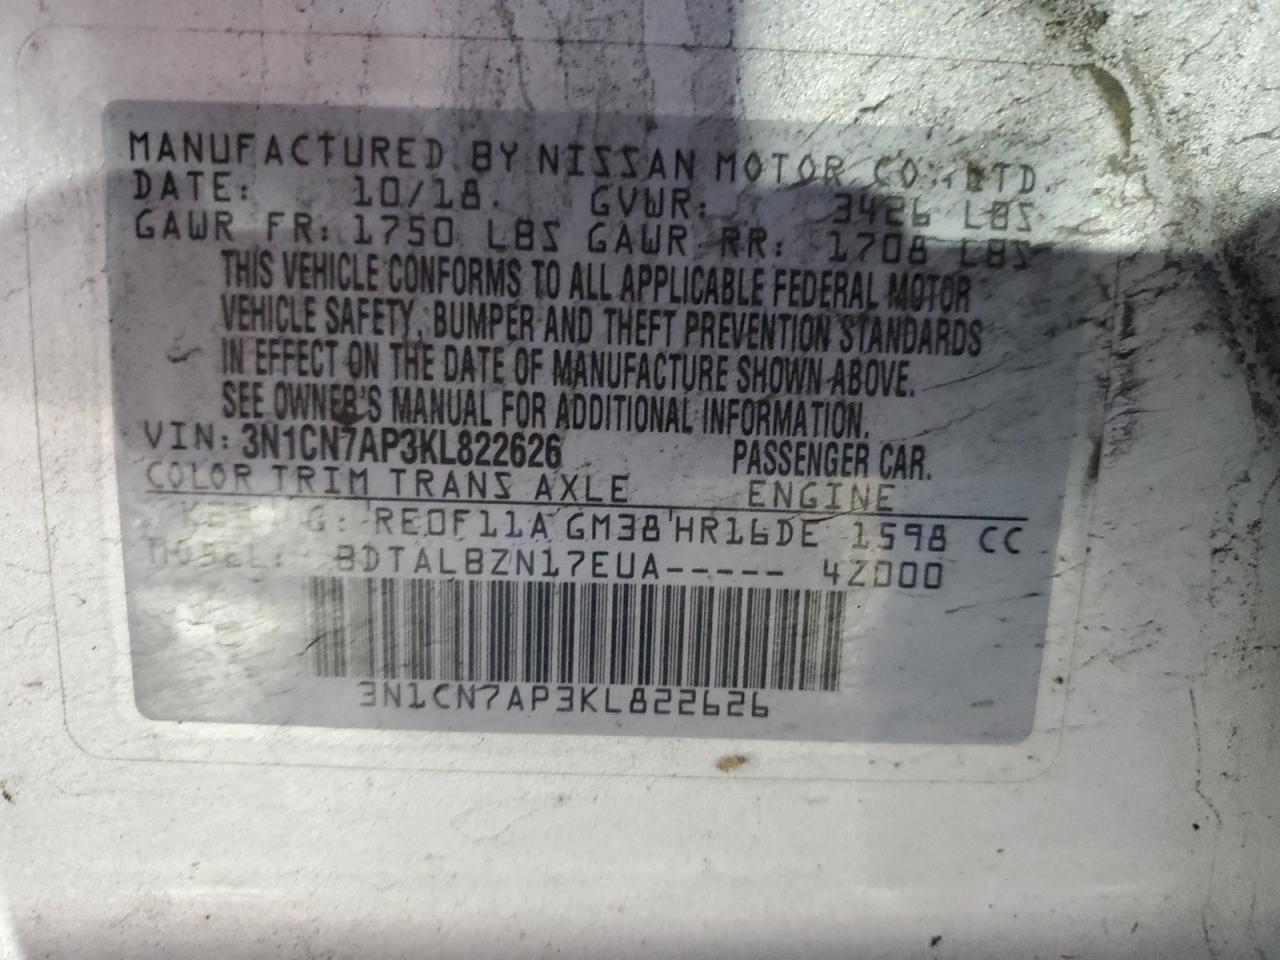 MANUFACTURED BY NISSAN MOTOR CO., LTD.
DATE: 10/18. GVWR: 3426 LBS
GAWR FR: 1750 LBS GAWR RR: 1708 LBS
THIS VEHICLE CONFORMS TO ALL APPLICABLE FEDERAL MOTOR
VEHICLE SAFETY, BUMPER AND THEFT PREVENTION STANDARDS
IN EFFECT ON THE DATE OF MANUFACTURE SHOWN ABOVE.
SEE OWNER'S MANUAL FOR ADDITIONAL INFORMATION.
VIN: 3N1CN7AP3KL822626 PASSENGER CAR.
COLOR TRIM TRANS AXLE ENGINE
G: RE0F11A GM38 HR16DE 1598 CC
MODEL: BDTALBZN17EUA----- 4Z000
3N1CN7AP3KL822626